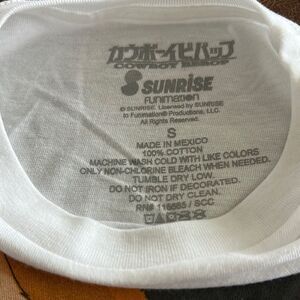 カウボーイビバップ
COWBOY BEBOP
SUNRISE
FUNIMATION
© SUNRISE Licensed by SUNRISE
to Funimation® Productions, LLC.
All Rights Reserved.
S
MADE IN MEXICO
100% COTTON
MACHINE WASH COLD WITH LIKE COLORS
ONLY NON-CHLORINE BLEACH WHEN NEEDED.
TUMBLE DRY LOW.
DO NOT IRON IF DECORATED.
DO NOT DRY CLEAN.
RN# 116585 / SCC